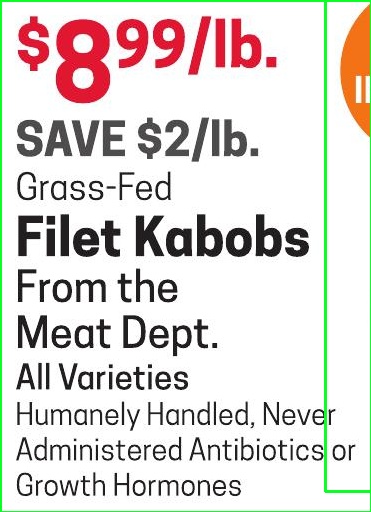 $8.99/lb.
SAVE $2/lb.
Grass-Fed
Filet Kabobs
From the
Meat Dept.
All Varieties
Humanely Handled, Never
Administered Antibiotics or
Growth Hormones